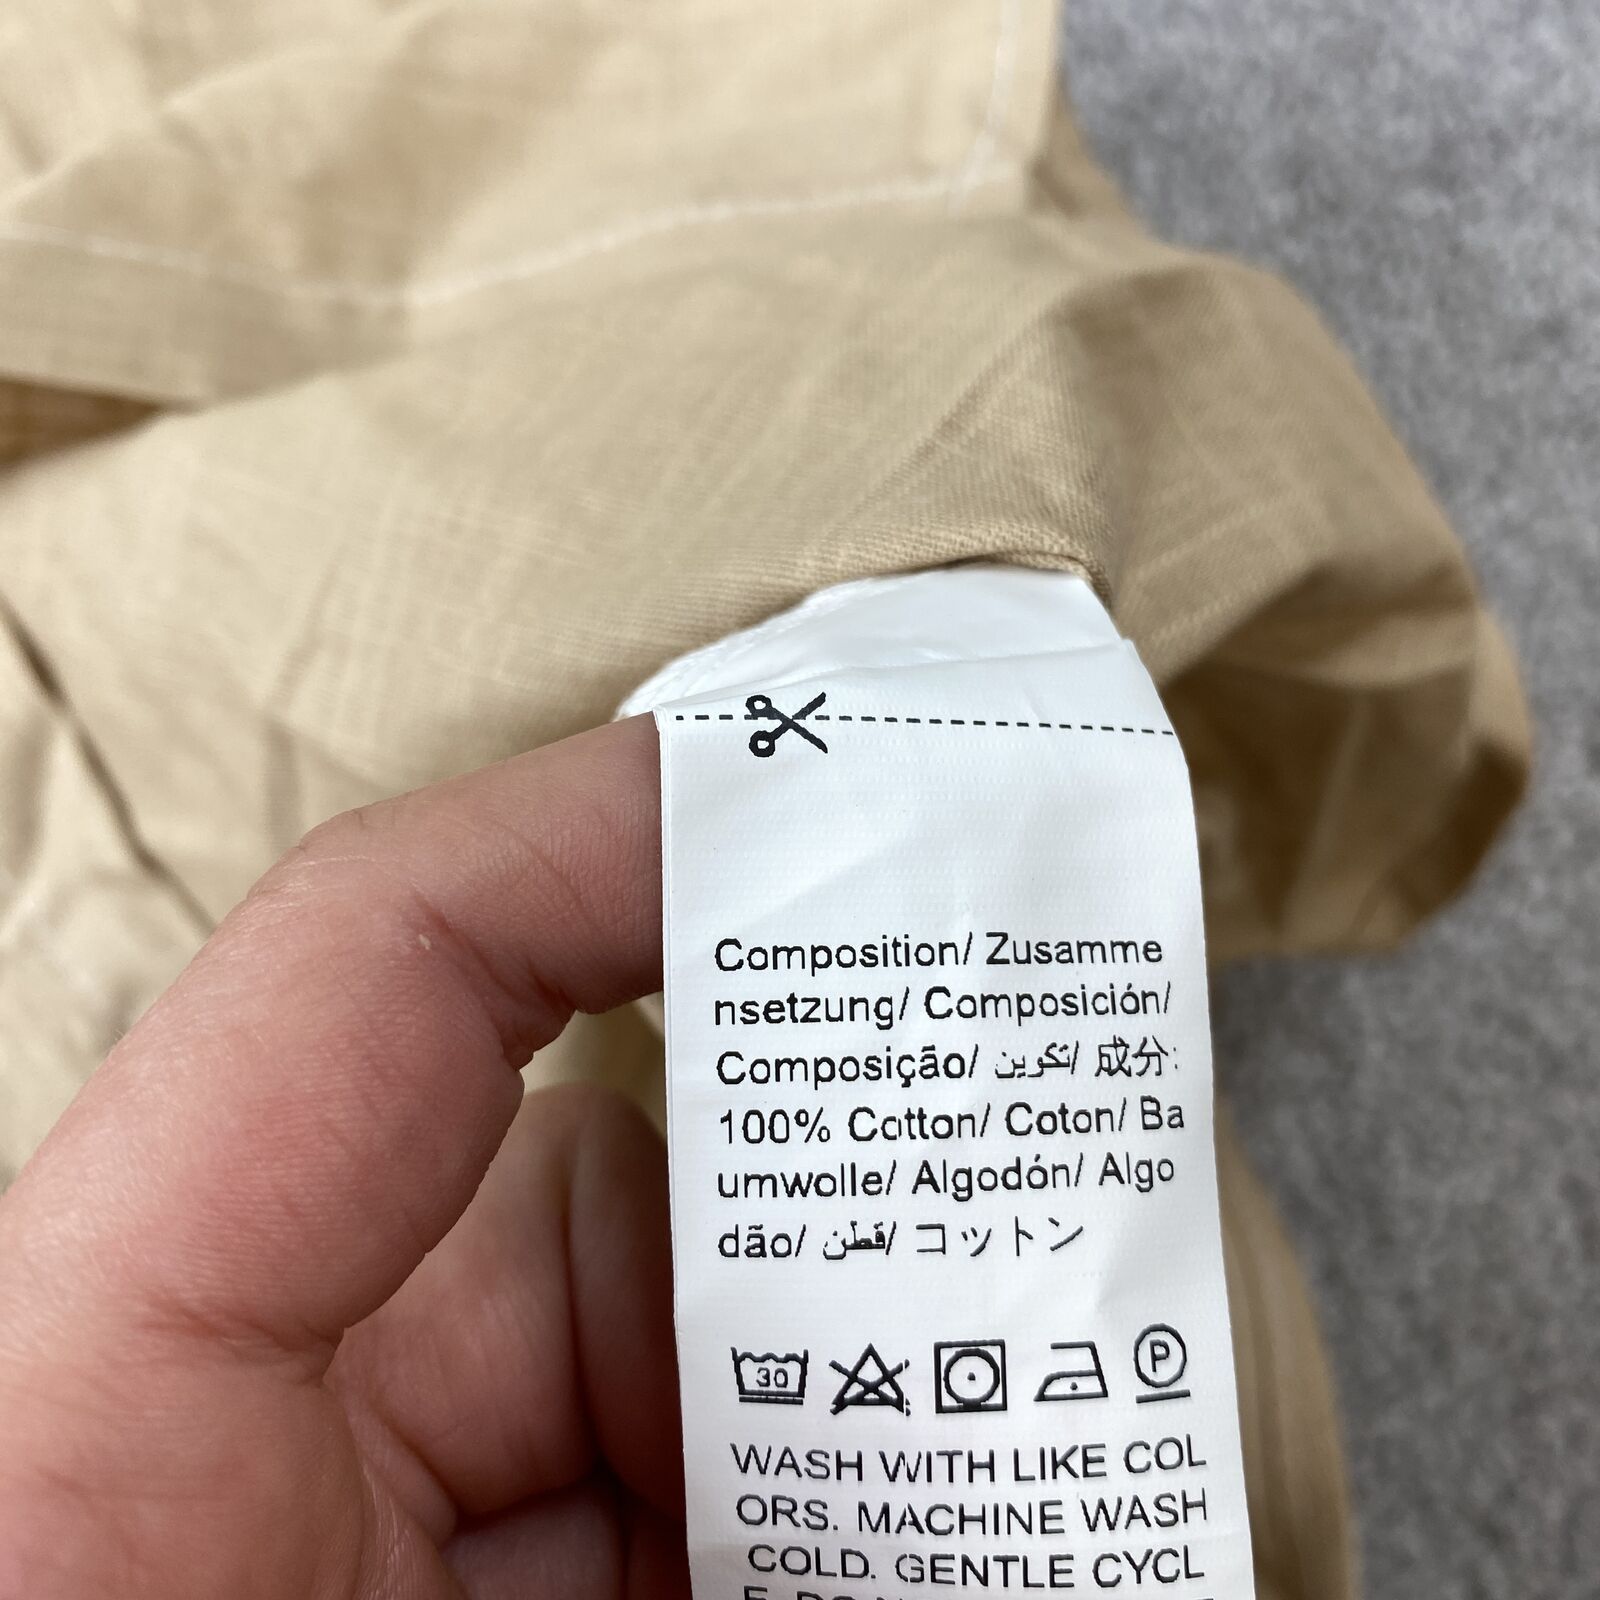 Composition/ Zusamme
nsetzung/ Composición/
Composição/ تكوين/ 成分:
100% Cotton/ Coton/ Ba
umwolle/ Algodón/ Algo
dão/ قطن/ コットン
30 P
WASH WITH LIKE COL
ORS. MACHINE WASH
COLD. GENTLE CYCL